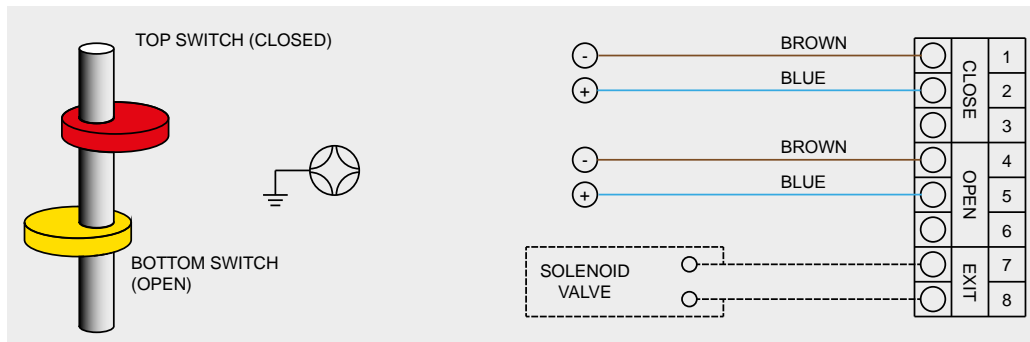 TOP SWITCH (CLOSED)
BOTTOM SWITCH
(OPEN)
- BROWN
+ BLUE
- BROWN
+ BLUE
SOLENOID
VALVE
CLOSE
1
2
3
OPEN
4
5
6
EXIT
7
8